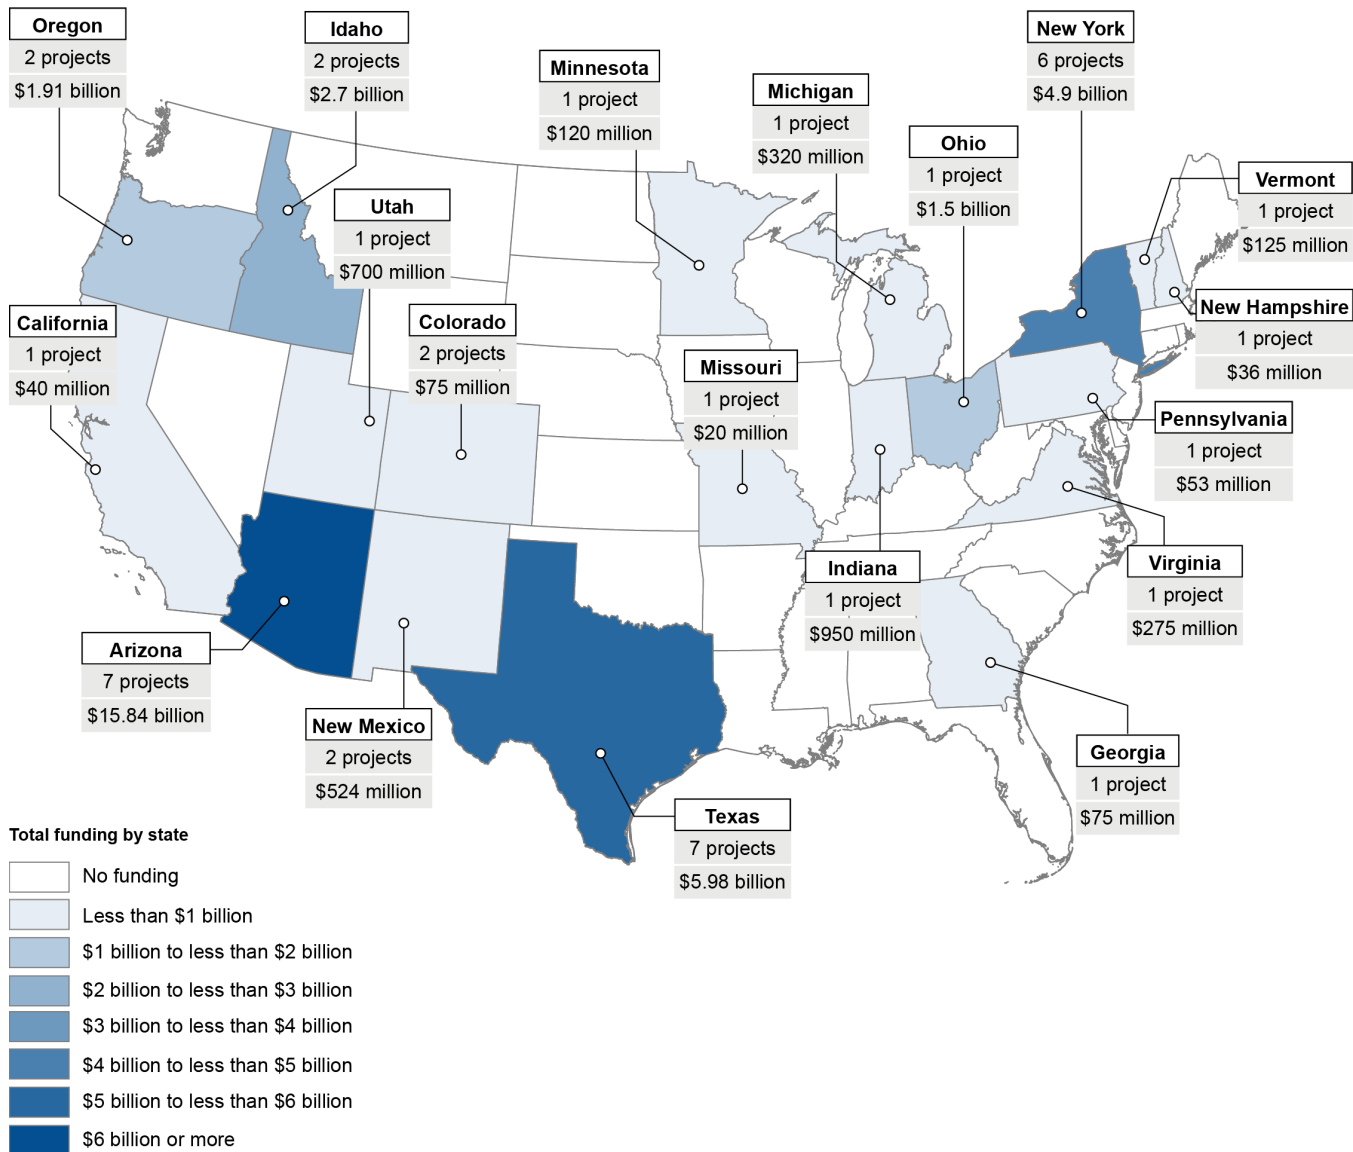 Oregon
2 projects
$1.91 billion
Idaho
2 projects
$2.7 billion
Minnesota
1 project
$120 million
Michigan
1 project
$320 million
New York
6 projects
$4.9 billion
Ohio
1 project
$1.5 billion
Vermont
1 project
$125 million
Utah
1 project
$700 million
New Hampshire
1 project
$36 million
California
1 project
$40 million
Colorado
2 projects
$75 million
Missouri
1 project
$20 million
Pennsylvania
1 project
$53 million
Indiana
1 project
$950 million
Virginia
1 project
$275 million
Arizona
7 projects
$15.84 billion
New Mexico
2 projects
$524 million
Georgia
1 project
$75 million
Texas
7 projects
$5.98 billion
Total funding by state
No funding
Less than $1 billion
$1 billion to less than $2 billion
$2 billion to less than $3 billion
$3 billion to less than $4 billion
$4 billion to less than $5 billion
$5 billion to less than $6 billion
$6 billion or more